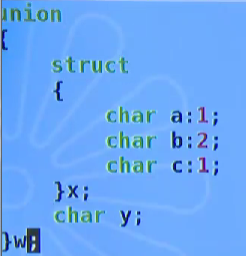 union
{
struct
{
char a:1;
char b:2;
char c:1;
}x;
char y;
}w;